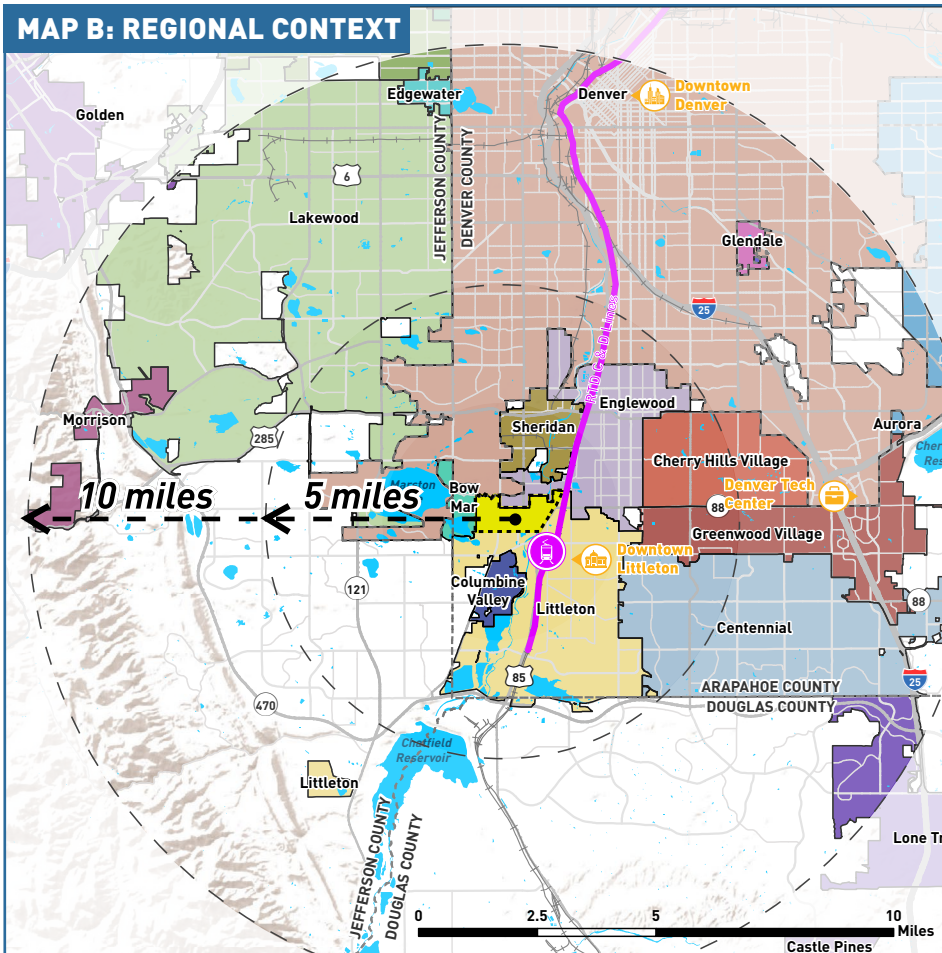 MAP B: REGIONAL CONTEXT
Edgewater
Denver
Downtown
Denver
Golden
JEFFERSON COUNTY
DENVER COUNTY
6
Lakewood
Glendale
25
RTD C & D Lines
Englewood
Morrison
285
Sheridan
Aurora
Cherry Hills Village
Denver Tech
Center
10 miles
5 miles
Marston
Bow
Mar
88
Greenwood Village
Downtown
Littleton
Columbine
Valley
121
Littleton
88
Centennial
85
ARAPAHOE COUNTY
DOUGLAS COUNTY
25
470
Chatfield
Reservoir
Littleton
JEFFERSON COUNTY
DOUGLAS COUNTY
0
2.5
5
10
Miles
Castle Pines